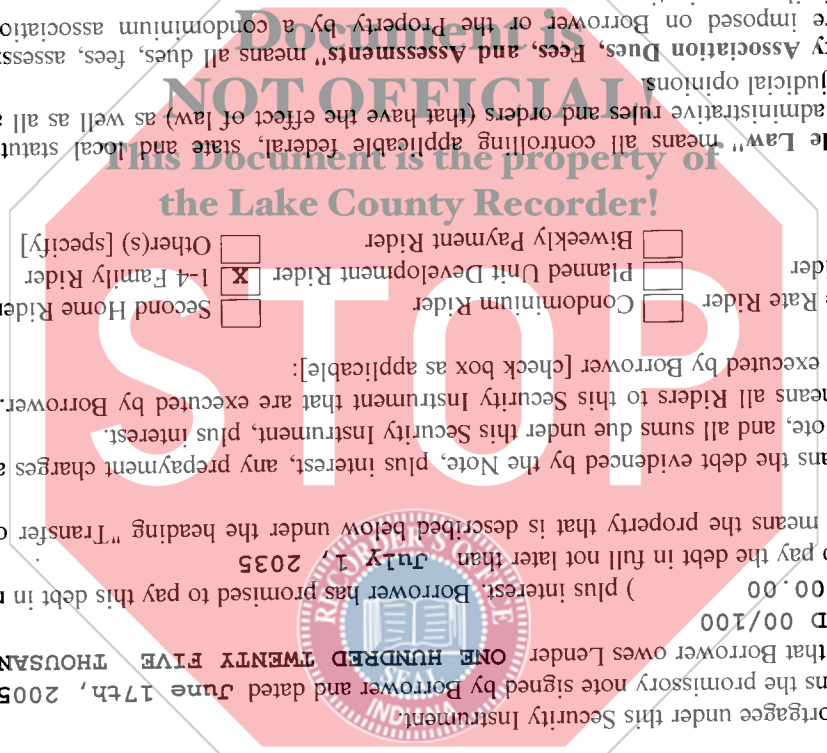 ortgagee under this Security Instrument.
ns the promissory note signed by Borrower and dated June 17th, 2005
that Borrower owes Lender ONE HUNDRED TWENTY FIVE THOUSAN
D 00/100
00.00 ) plus interest. Borrower has promised to pay this debt in
o pay the debt in full not later than July 1, 2035
means the property that is described below under the heading "Transfer o
ans the debt evidenced by the Note, plus interest, any prepayment charges a
ote, and all sums due under this Security Instrument, plus interest.
means all Riders to this Security Instrument that are executed by Borrower.
executed by Borrower [check box as applicable]:
e Rate Rider Condominium Rider Second Home Rider
ider Planned Unit Development Rider X 1-4 Family Rider
Biweekly Payment Rider Other(s) [specify]
le Law" means all controlling applicable federal, state and local statut
administrative rules and orders (that have the effect of law) as well as all a
judicial opinions.
y Association Dues, Fees, and Assessments" means all dues, fees, assess
re imposed on Borrower or the Property by a condominium associatio
Document is
NOT OFFICIAL!
This Document is the property of
the Lake County Recorder!
STOP
RECORDER'S OFFICE
SEAL
INDIANA